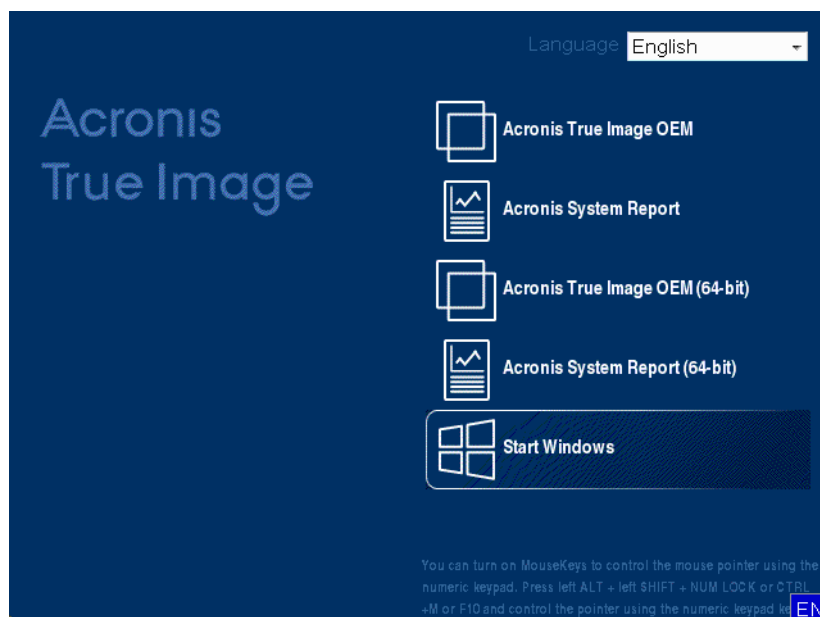 Language English
Acronis
True Image
Acronis True Image OEM
Acronis System Report
Acronis True Image OEM (64-bit)
Acronis System Report (64-bit)
Start Windows
You can turn on MouseKeys to control the mouse pointer using the
numeric keypad. Press left ALT + left SHIFT + NUM LOCK or CTRL
+M or F10 and control the pointer using the numeric keypad
EN